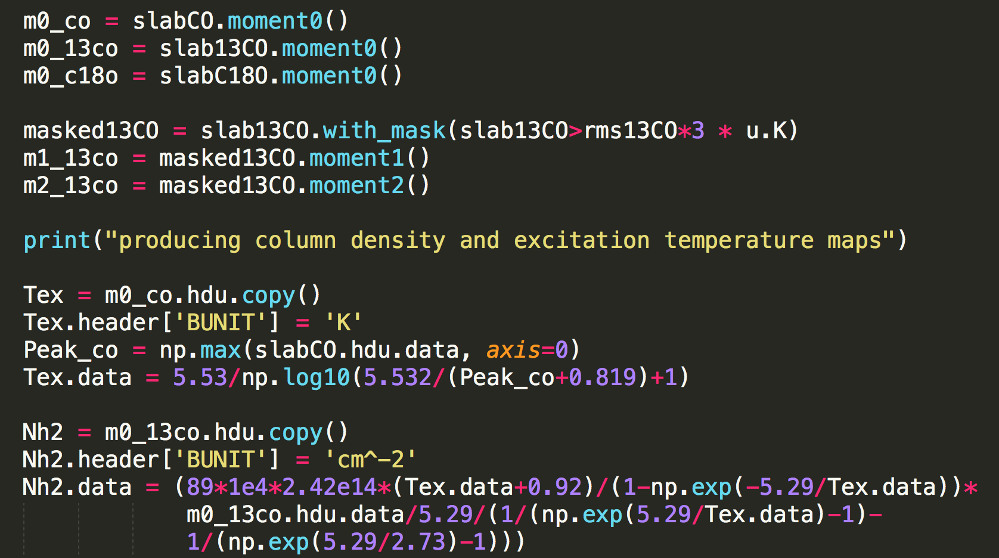 m0_co = slabCO.moment0()
m0_13co = slab13CO.moment0()
m0_c18o = slabC18O.moment0()
masked13CO = slab13CO.with_mask(slab13CO>rms13CO*3 * u.K)
m1_13co = masked13CO.moment1()
m2_13co = masked13CO.moment2()
print("producing column density and excitation temperature maps")
Tex = m0_co.hdu.copy()
Tex.header['BUNIT'] = 'K'
Peak_co = np.max(slabCO.hdu.data, axis=0)
Tex.data = 5.53/np.log10(5.532/(Peak_co+0.819)+1)
Nh2 = m0_13co.hdu.copy()
Nh2.header['BUNIT'] = 'cm^-2'
Nh2.data = (89*1e4*2.42e14*(Tex.data+0.92)/(1-np.exp(-5.29/Tex.data))*
m0_13co.hdu.data/5.29/(1/(np.exp(5.29/Tex.data)-1)-
1/(np.exp(5.29/2.73)-1)))